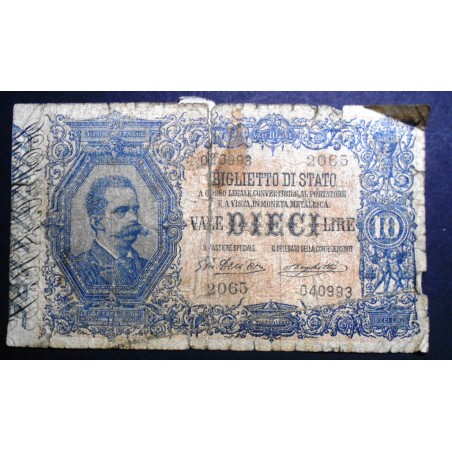 040993 2065
BIGLIETTO DI STATO
A CORSO LEGALE, CONVERTIBILE, AL PORTATORE
E A VISTA, IN MONETA METALLICA
VALE DIECI LIRE
10
IL CASSIERE SPECIALE IL DELEGATO DELLA CORTE DEI CONTI
2065 040993